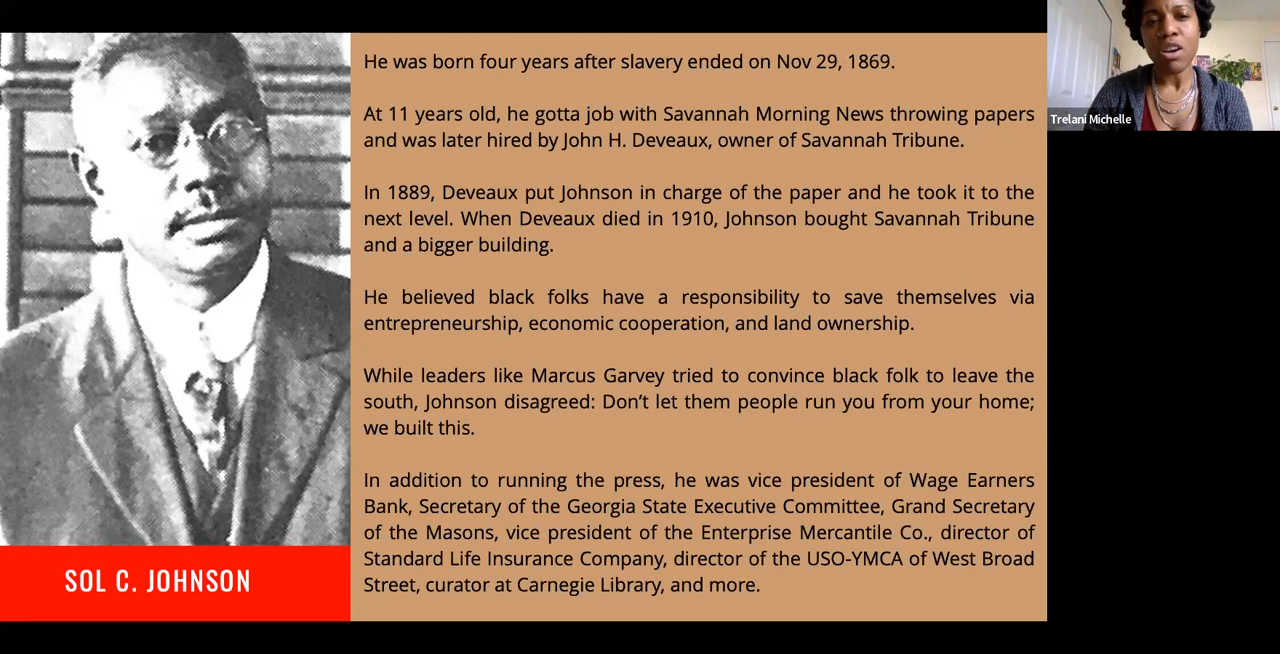 He was born four years after slavery ended on Nov 29, 1869.
At 11 years old, he gotta job with Savannah Morning News throwing papers
and was later hired by John H. Deveaux, owner of Savannah Tribune.
In 1889, Deveaux put Johnson in charge of the paper and he took it to the
next level. When Deveaux died in 1910, Johnson bought Savannah Tribune
and a bigger building.
He believed black folks have a responsibility to save themselves via
entrepreneurship, economic cooperation, and land ownership.
While leaders like Marcus Garvey tried to convince black folk to leave the
south, Johnson disagreed: Don’t let them people run you from your home;
we built this.
In addition to running the press, he was vice president of Wage Earners
Bank, Secretary of the Georgia State Executive Committee, Grand Secretary
of the Masons, vice president of the Enterprise Mercantile Co., director of
Standard Life Insurance Company, director of the USO-YMCA of West Broad
Street, curator at Carnegie Library, and more.
SOL C. JOHNSON
Trelani Michelle